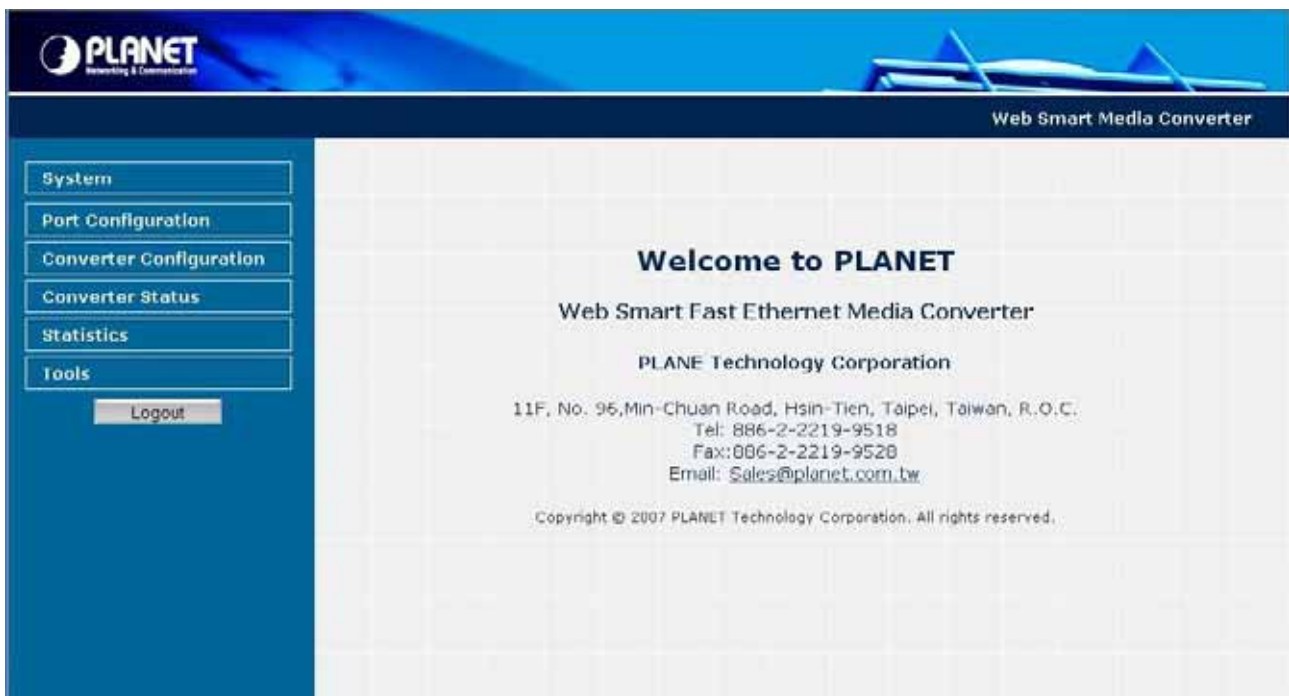 PLANET
Networking & Communication
Web Smart Media Converter
System
Port Configuration
Converter Configuration
Converter Status
Statistics
Tools
Logout
Welcome to PLANET
Web Smart Fast Ethernet Media Converter
PLANE Technology Corporation
11F, No. 96,Min-Chuan Road, Hsin-Tien, Taipei, Taiwan, R.O.C.
Tel: 886-2-2219-9518
Fax:886-2-2219-9528
Email: Sales@planet.com.tw
Copyright © 2007 PLANET Technology Corporation. All rights reserved.